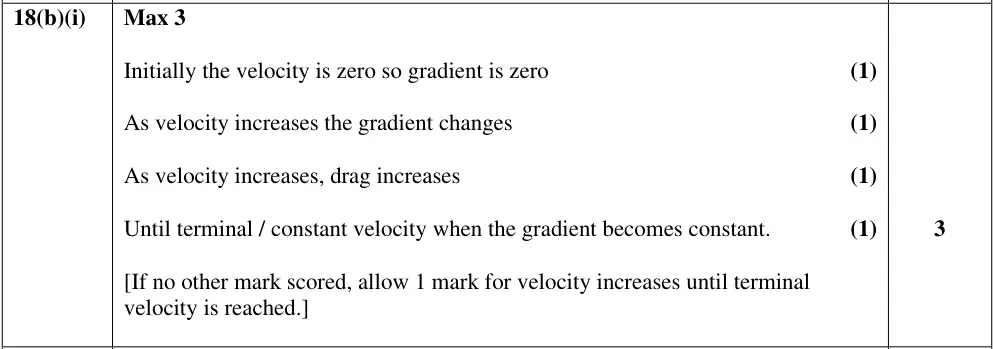 18(b)(i) Max 3
Initially the velocity is zero so gradient is zero (1)
As velocity increases the gradient changes (1)
As velocity increases, drag increases (1)
Until terminal / constant velocity when the gradient becomes constant. (1) 3
[If no other mark scored, allow 1 mark for velocity increases until terminal
velocity is reached.]